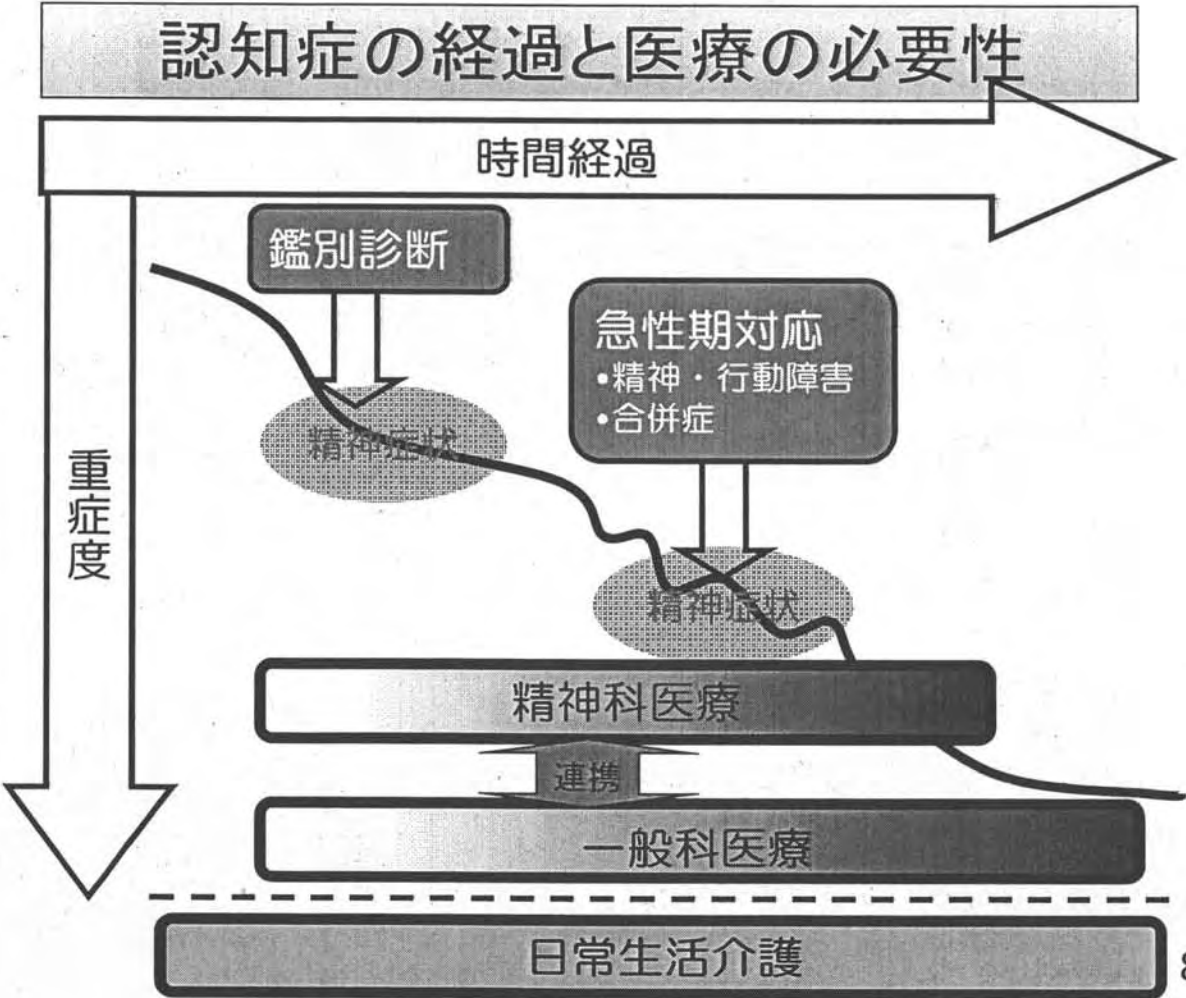 認知症の経過と医療の必要性
時間経過
鑑別診断
急性期対応
•精神・行動障害
•合併症
精神症状
重症度
精神症状
精神科医療
連携
一般科医療
日常生活介護